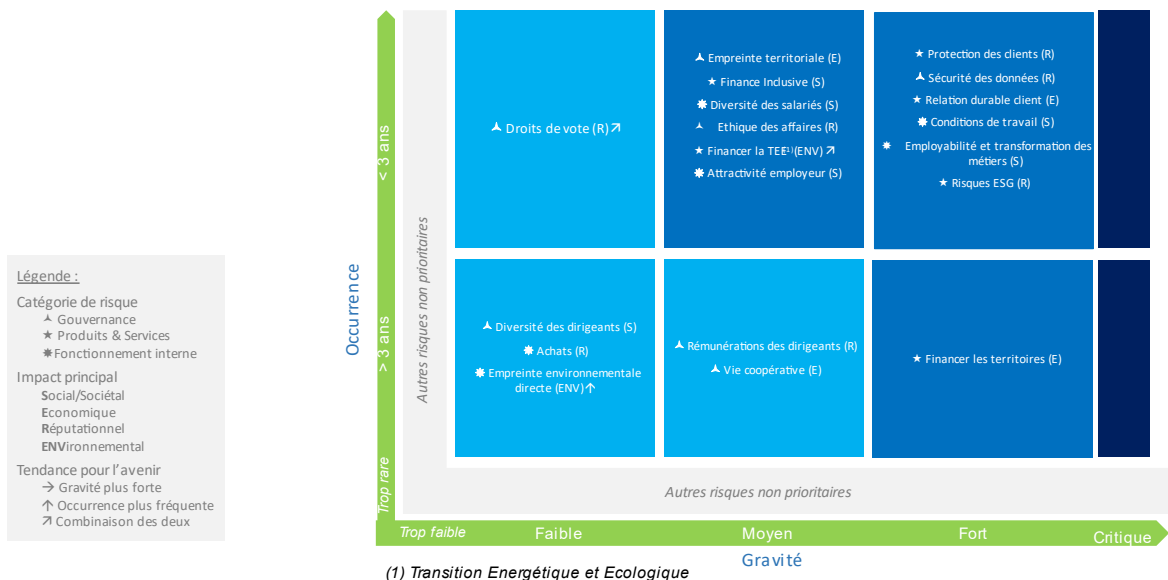 Légende :
Catégorie de risque
Gouvernance
★ Produits & Services
Fonctionnement interne
Impact principal
Social/Sociétal
Economique
Réputationnel
ENVironnemental
Tendance pour l'avenir
→ Gravité plus forte
↑ Occurrence plus fréquente
↗ Combinaison des deux
Occurrence
< 3 ans
> 3 ans
Trop rare
Autres risques non prioritaires
Droits de vote (R) ↗
Empreinte territoriale (E)
★ Finance Inclusive (S)
Diversité des salariés (S)
Ethique des affaires (R)
★ Financer la TEE(1) (ENV) ↗
Attractivité employeur (S)
★ Protection des clients (R)
Sécurité des données (R)
★ Relation durable client (E)
Conditions de travail (S)
Employabilité et transformation des
métiers (S)
★ Risques ESG (R)
Diversité des dirigeants (S)
Achats (R)
Empreinte environnementale
directe (ENV) ↑
Rémunérations des dirigeants (R)
Vie coopérative (E)
★ Financer les territoires (E)
Autres risques non prioritaires
Trop faible
Faible
Moyen
Fort
Critique
Gravité
(1) Transition Energétique et Ecologique